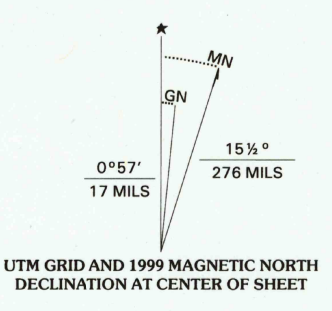 ★
MN
GN
15½°
276 MILS
0°57′
17 MILS
UTM GRID AND 1999 MAGNETIC NORTH
DECLINATION AT CENTER OF SHEET